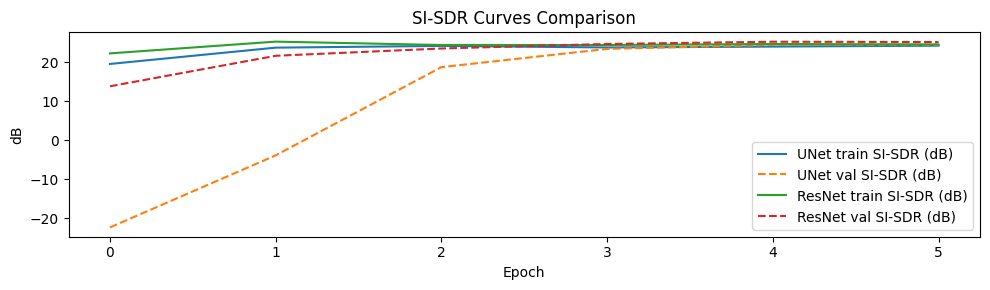 SI-SDR Curves Comparison
dB
20
10
0
−10
−20
UNet train SI-SDR (dB)
UNet val SI-SDR (dB)
ResNet train SI-SDR (dB)
ResNet val SI-SDR (dB)
0 1 2 3 4 5
Epoch